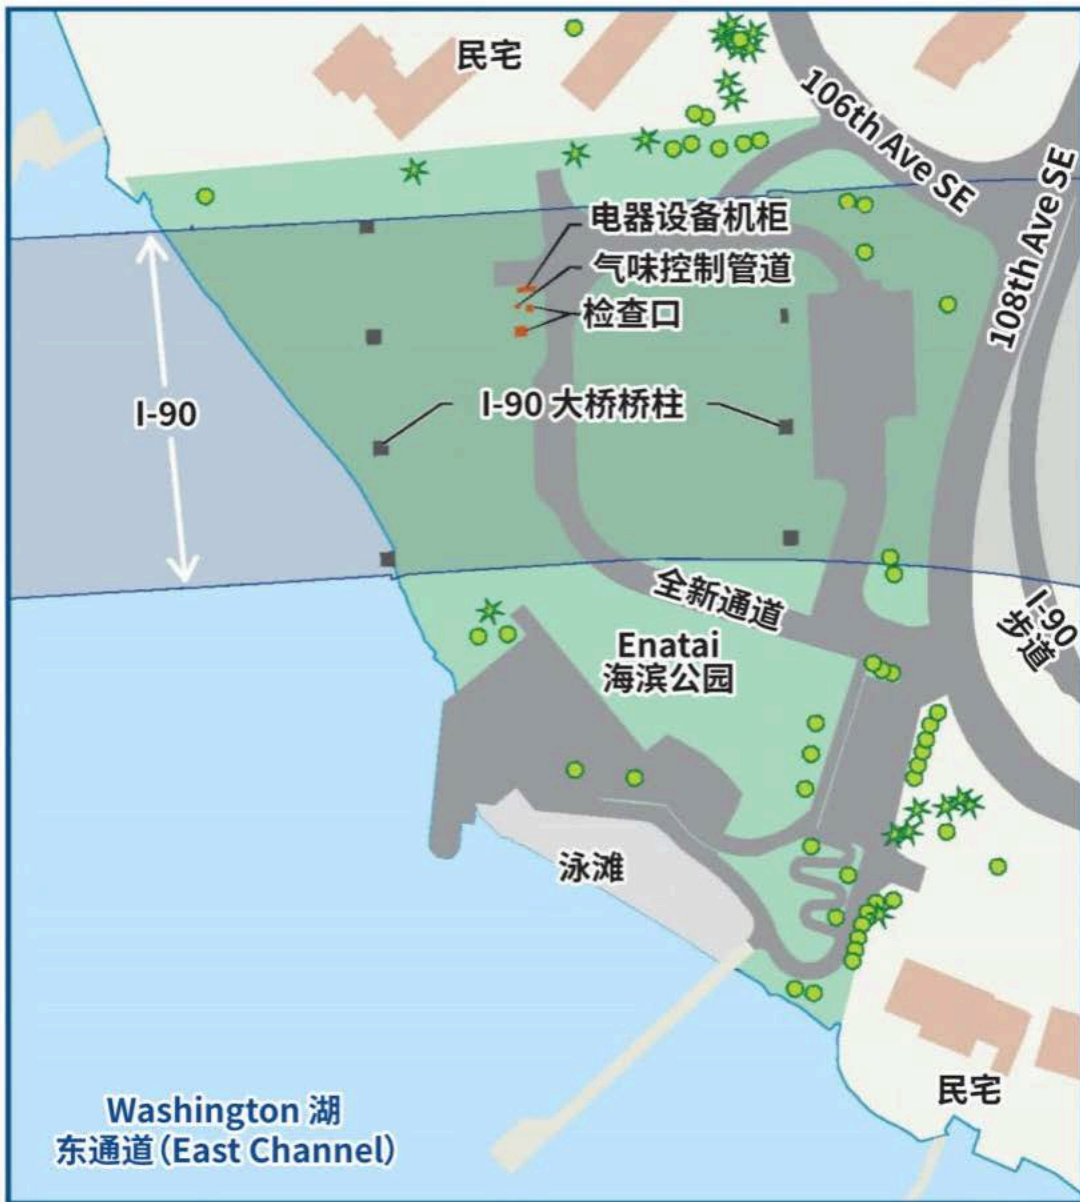 民宅
106th Ave SE
108th Ave SE
电器设备机柜
气味控制管道
检查口
I-90
I-90 大桥桥柱
全新通道
I-90
步道
Enatai
海滨公园
泳滩
民宅
Washington 湖
东通道(East Channel)